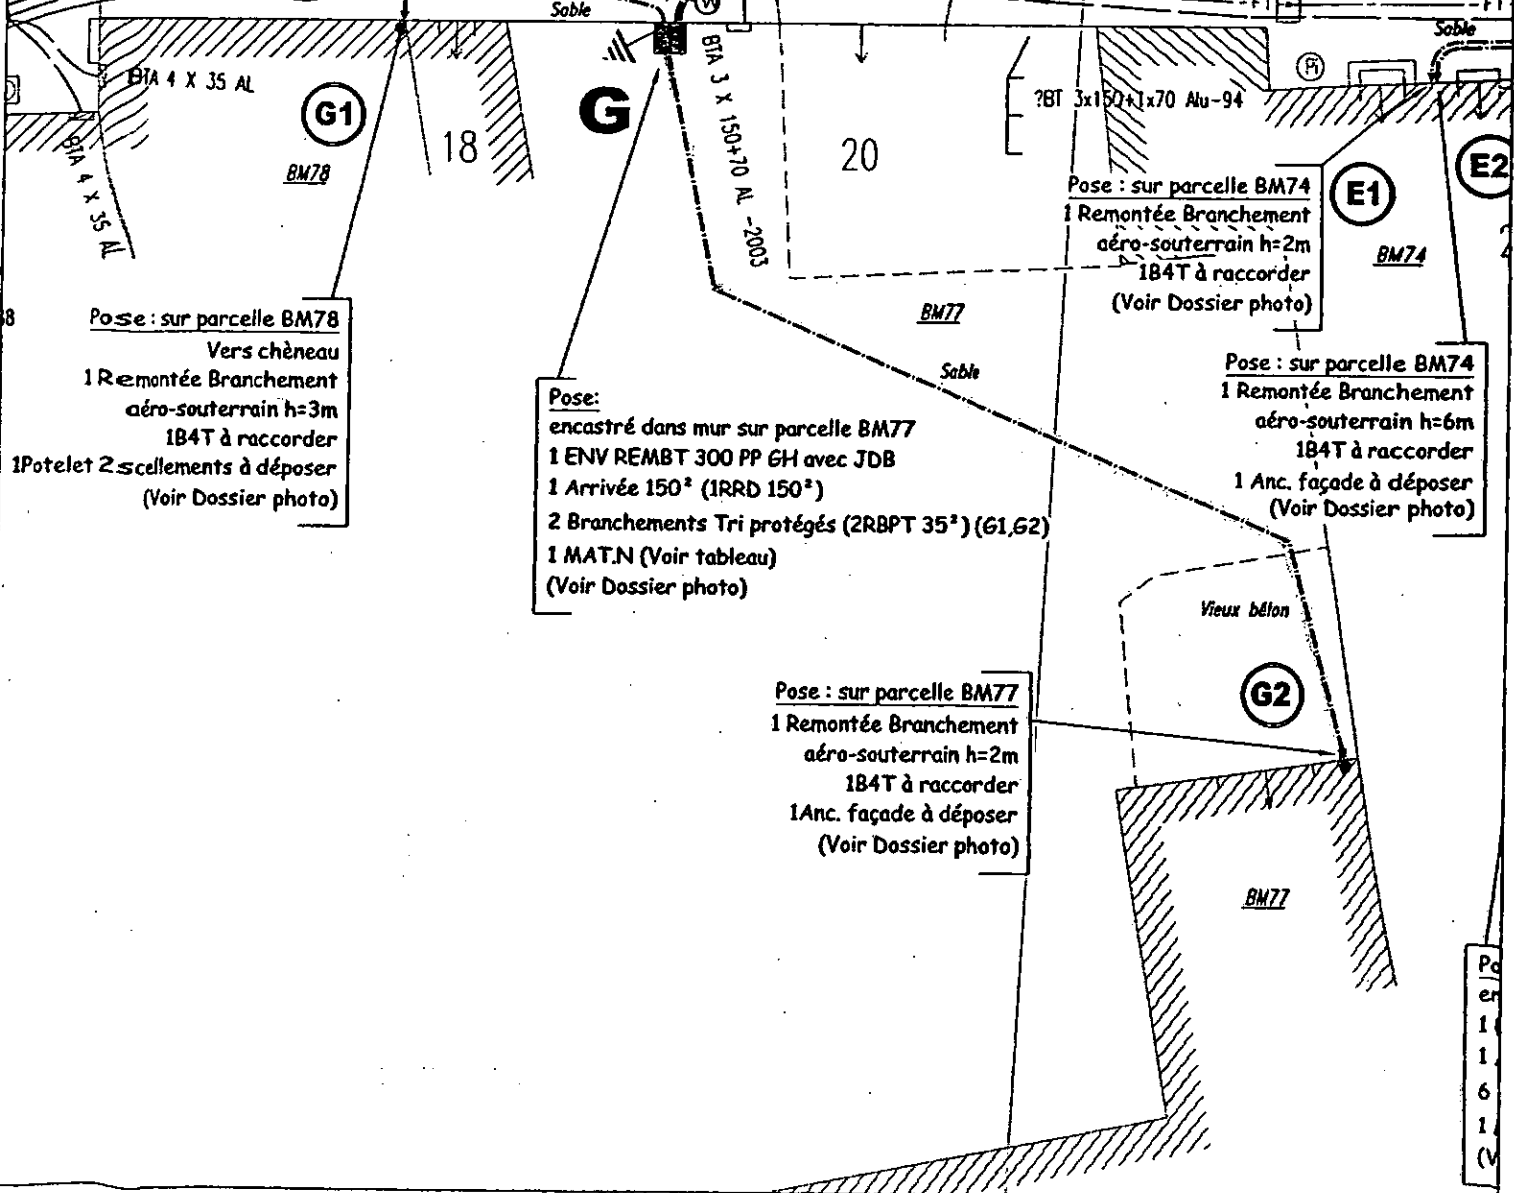 Sable
Sable
BTA 4 X 35 AL
BTA 4 X 35 AL
G1
18
BM78
G
BTA 3 X 150+70 AL -2003
20
?BT 3x150+1x70 Alu-94
Pi
E1
E2
BM74
Pose : sur parcelle BM74
1 Remontée Branchement
aéro-souterrain h=2m
1B4T à raccorder
(Voir Dossier photo)
Pose : sur parcelle BM78
Vers chèneau
1 Remontée Branchement
aéro-souterrain h=3m
1B4T à raccorder
1Potelet 2 scellements à déposer
(Voir Dossier photo)
BM77
Sable
Pose : sur parcelle BM74
1 Remontée Branchement
aéro-souterrain h=6m
1B4T à raccorder
1 Anc. façade à déposer
(Voir Dossier photo)
Pose:
encastré dans mur sur parcelle BM77
1 ENV REMBT 300 PP GH avec JDB
1 Arrivée 150² (1RRD 150²)
2 Branchements Tri protégés (2RBPT 35²) (G1,G2)
1 MAT.N (Voir tableau)
(Voir Dossier photo)
Vieux béton
G2
Pose : sur parcelle BM77
1 Remontée Branchement
aéro-souterrain h=2m
1B4T à raccorder
1Anc. façade à déposer
(Voir Dossier photo)
BM77
Po
en
1
1
6
1
(V